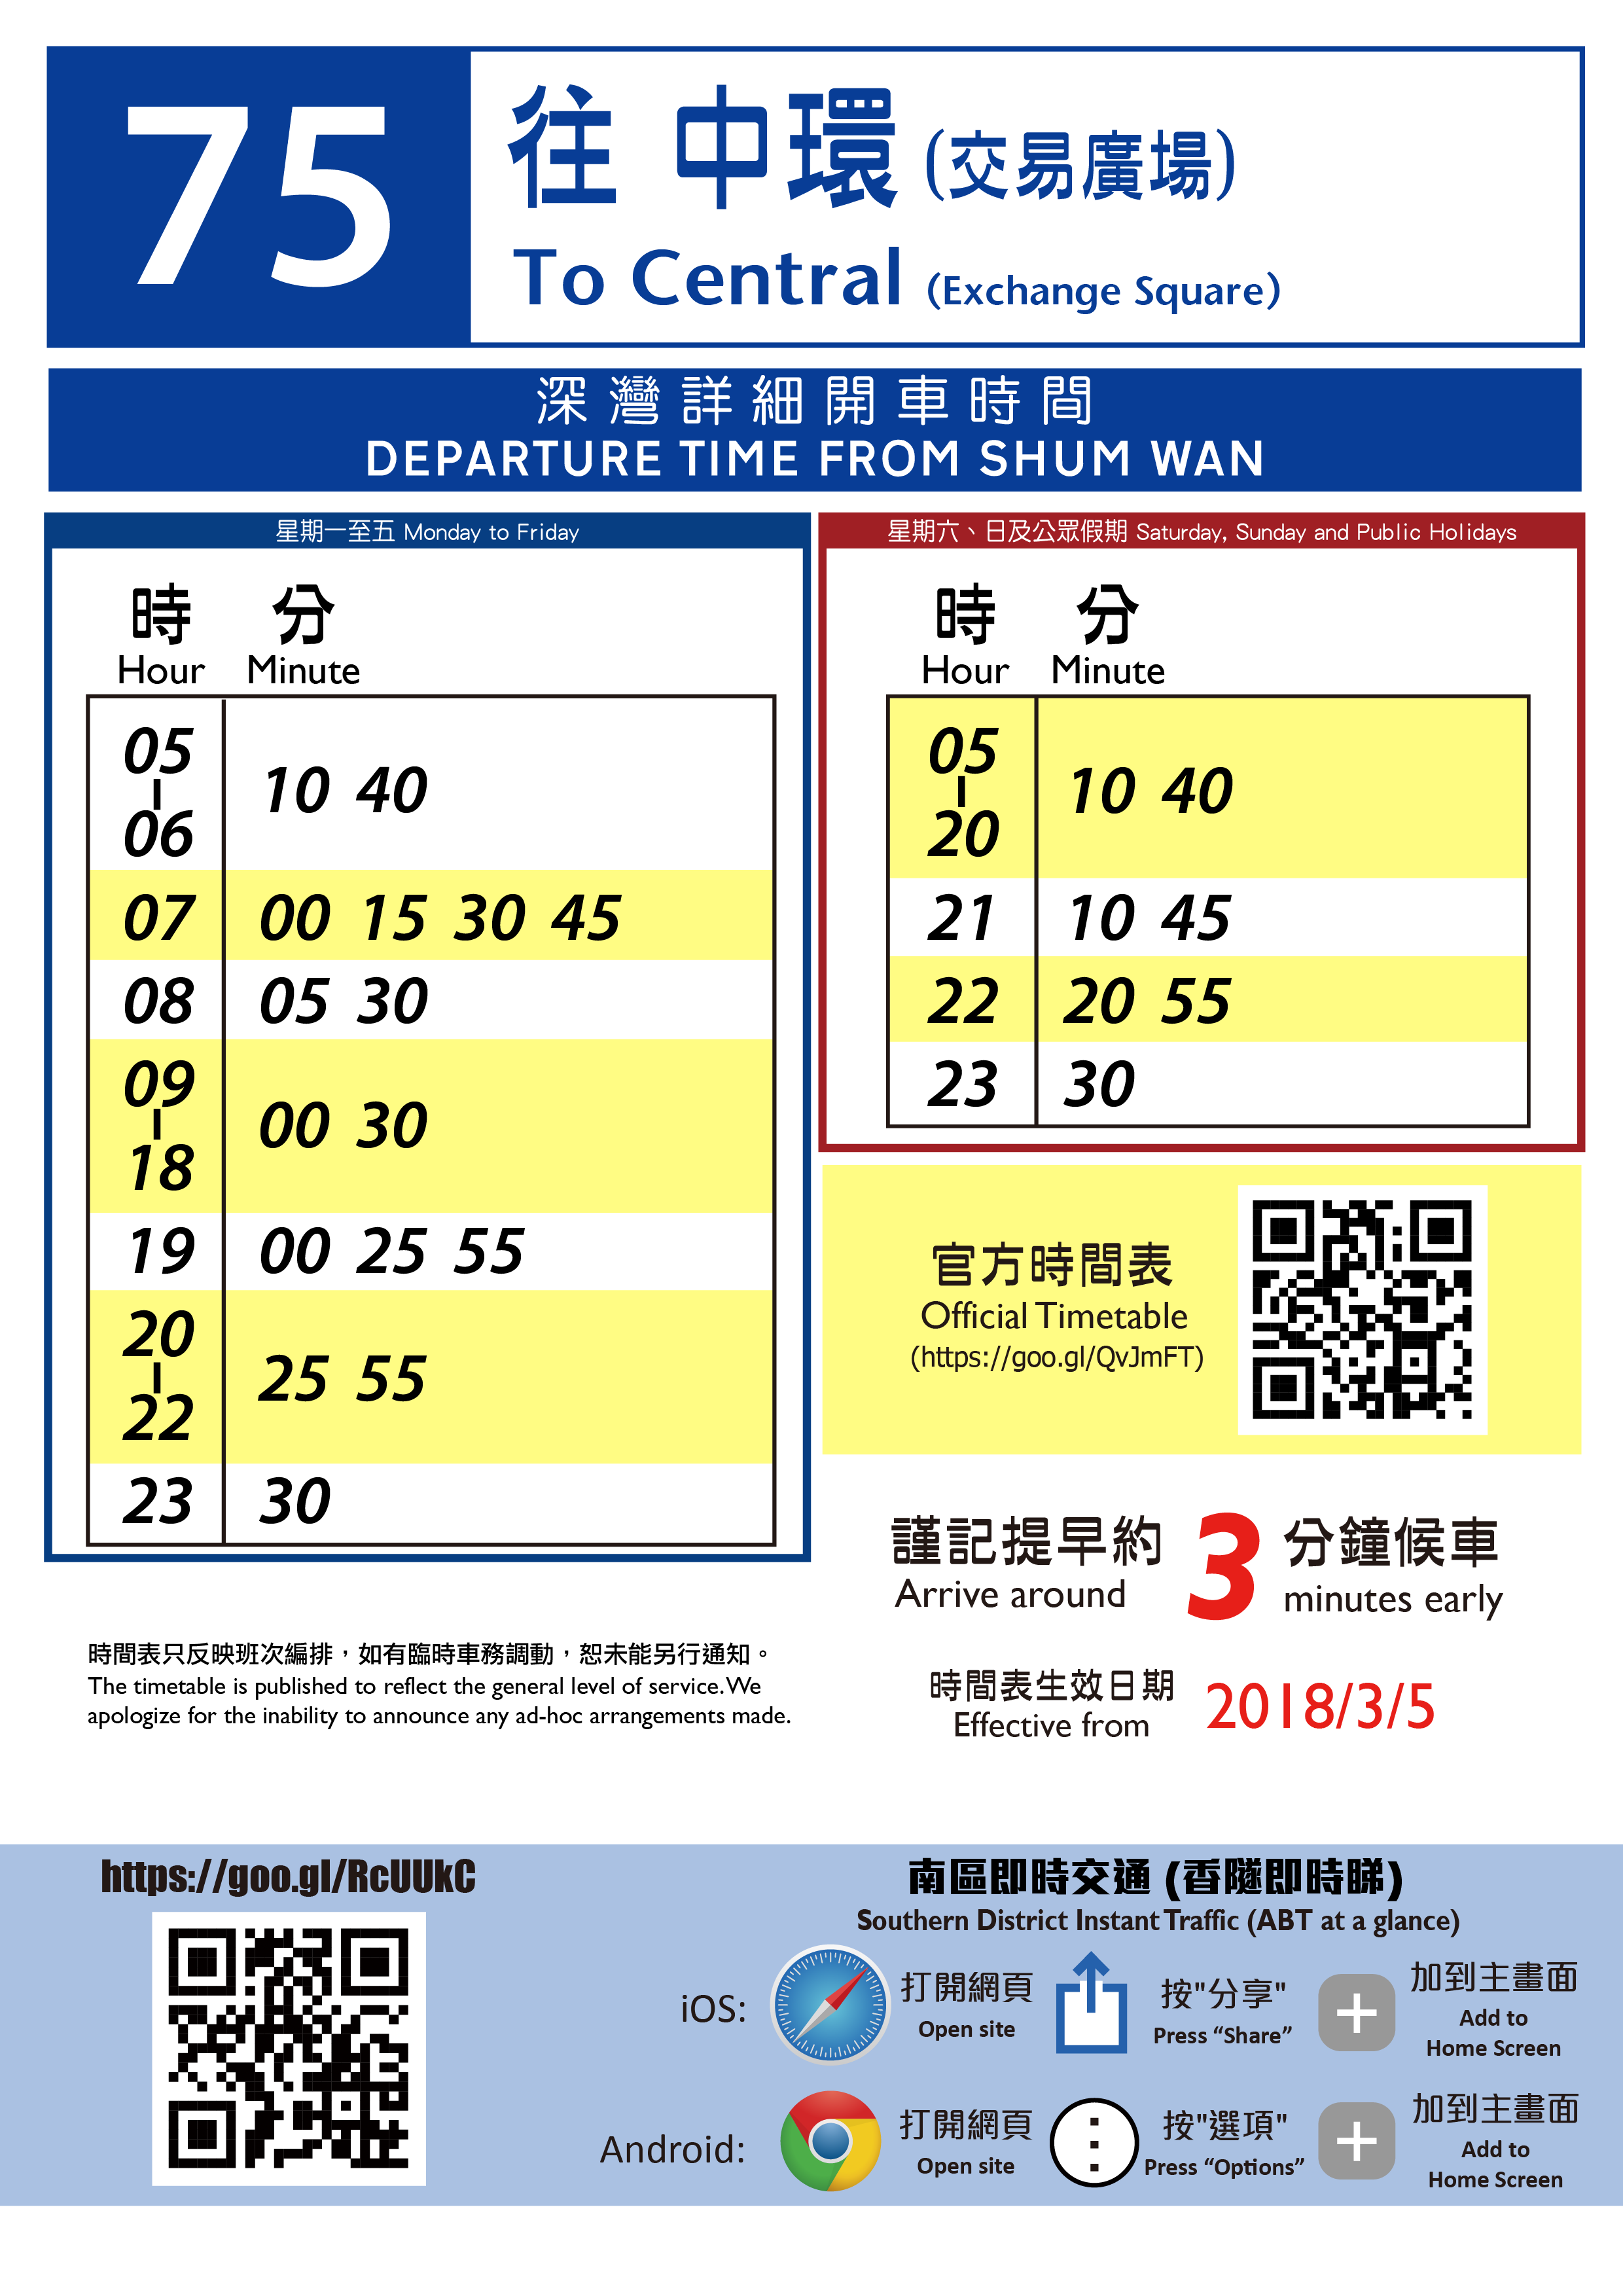 75
往 中環 (交易廣場)
To Central (Exchange Square)
深灣詳細開車時間
DEPARTURE TIME FROM SHUM WAN
星期一至五 Monday to Friday
時 分
Hour Minute
05
-
06
10 40
07 00 15 30 45
08 05 30
09
-
18
00 30
19 00 25 55
20
-
22
25 55
23 30
星期六、日及公眾假期 Saturday, Sunday and Public Holidays
時 分
Hour Minute
05
-
20
10 40
21 10 45
22 20 55
23 30
官方時間表
Official Timetable
(https://goo.gl/QvJmFT)
謹記提早約 3 分鐘候車
Arrive around minutes early
時間表只反映班次編排，如有臨時車務調動，恕未能另行通知。
The timetable is published to reflect the general level of service. We
apologize for the inability to announce any ad-hoc arrangements made.
時間表生效日期
Effective from
2018/3/5
https://goo.gl/RcUUkC
南區即時交通 (香隧即時睇)
Southern District Instant Traffic (ABT at a glance)
iOS:
打開網頁
Open site
按"分享"
Press “Share”
加到主畫面
Add to
Home Screen
Android:
打開網頁
Open site
按"選項"
Press “Options”
加到主畫面
Add to
Home Screen